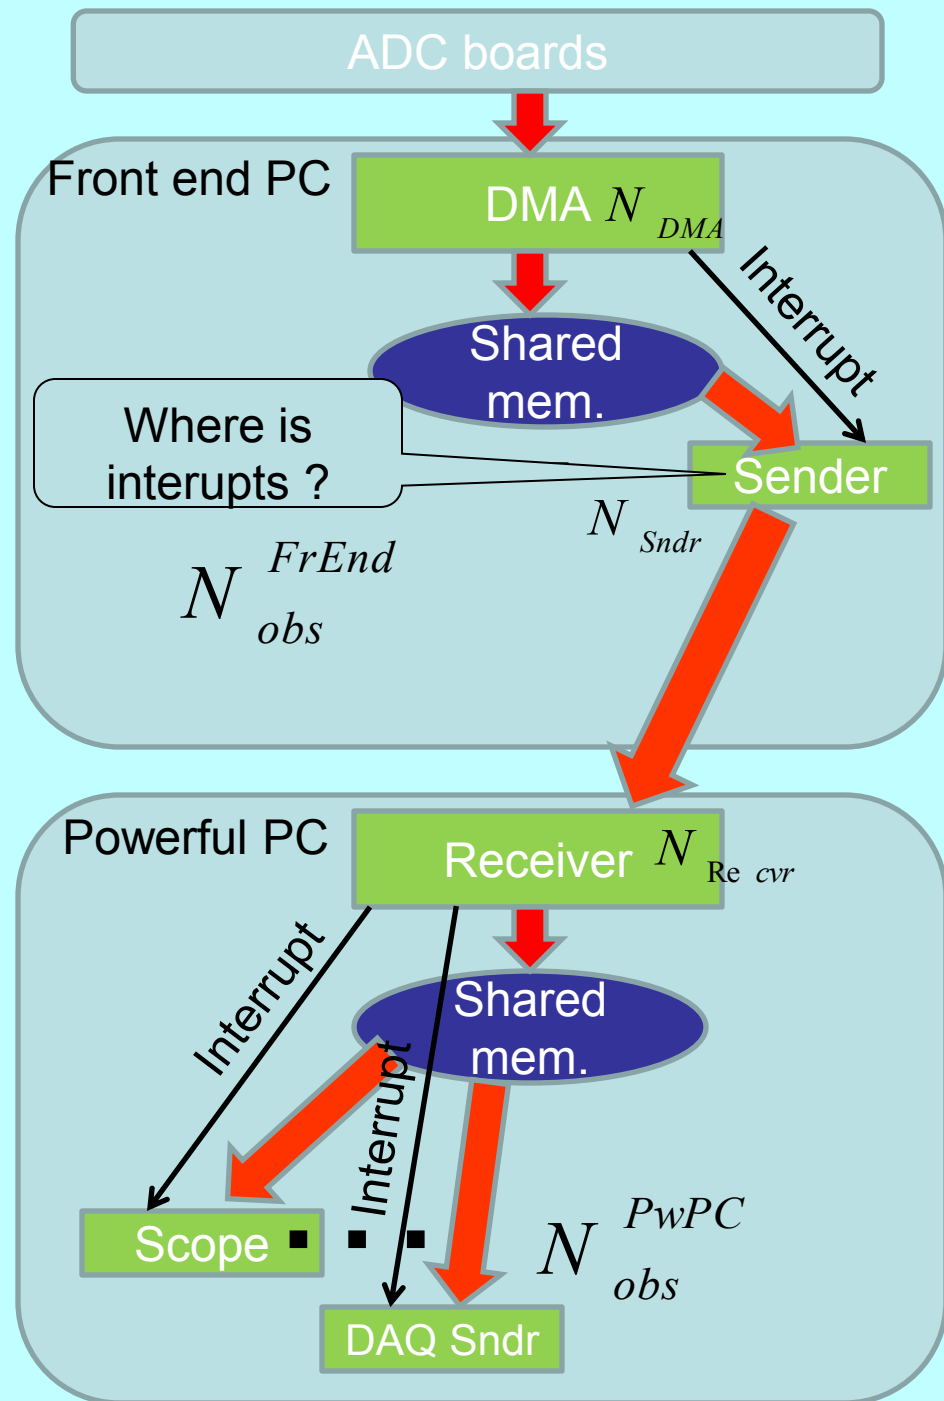 ADC boards
Front end PC
DMA N DMA
Interrupt
Shared
mem.
Where is
interupts ?
Sender
N Sndr
N obs FrEnd
Powerful PC
Receiver N Re cvr
Interrupt
Shared
mem.
Interrupt
Scope ▪ ▪ ▪
N obs PwPC
DAQ Sndr